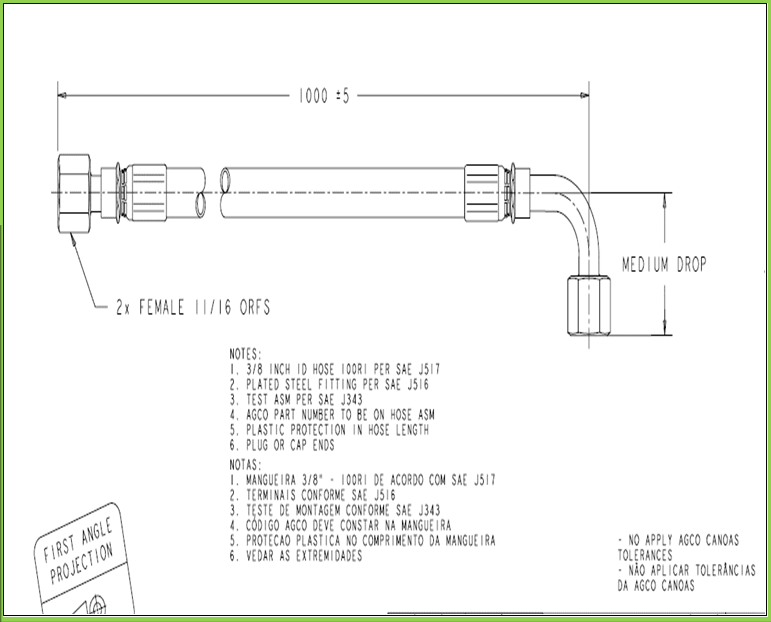 1000 ±5
MEDIUM DROP
2x FEMALE 11/16 ORFS
NOTES:
1. 3/8 INCH ID HOSE 100R1 PER SAE J517
2. PLATED STEEL FITTING PER SAE J516
3. TEST ASM PER SAE J343
4. AGCO PART NUMBER TO BE ON HOSE ASM
5. PLASTIC PROTECTION IN HOSE LENGTH
6. PLUG OR CAP ENDS
NOTAS:
1. MANGUEIRA 3/8" - 100R1 DE ACORDO COM SAE J517
2. TERMINAIS CONFORME SAE J516
3. TESTE DE MONTAGEM CONFORME SAE J343
4. CÓDIGO AGCO DEVE CONSTAR NA MANGUEIRA
5. PROTECAO PLASTICA NO COMPRIMENTO DA MANGUEIRA
6. VEDAR AS EXTREMIDADES
FIRST ANGLE
PROJECTION
- NO APPLY AGCO CANOAS
TOLERANCES
- NÃO APLICAR TOLERÂNCIAS
DA AGCO CANOAS